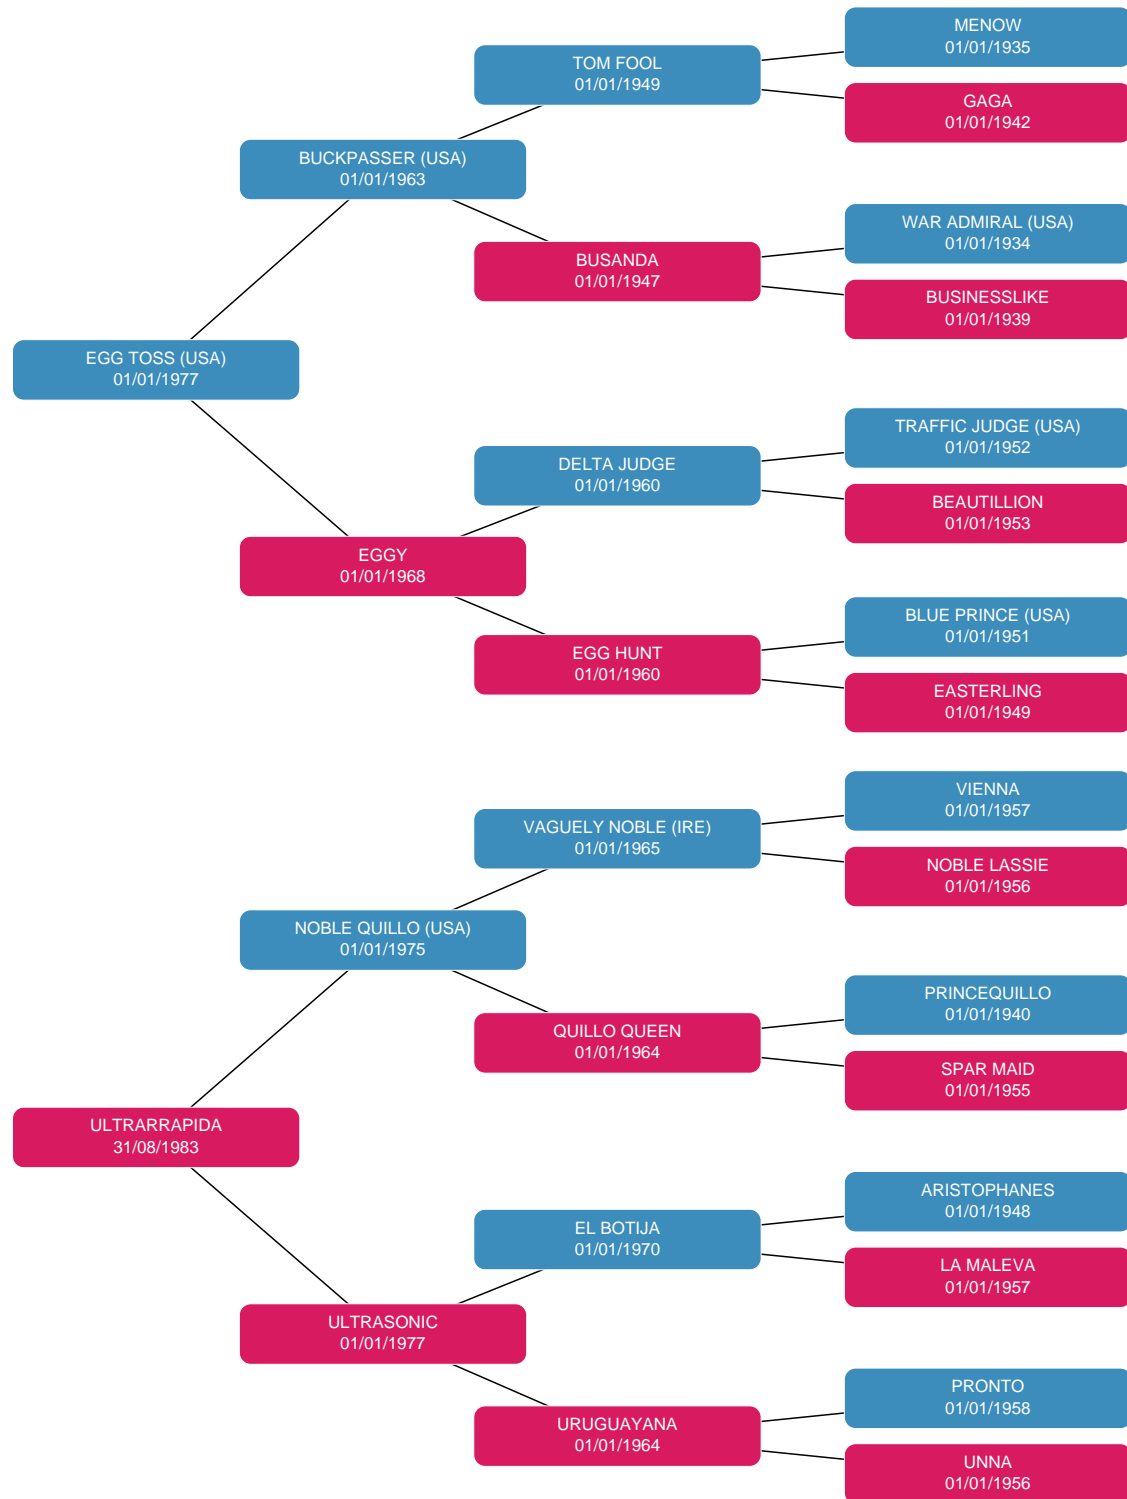 MENOW
01/01/1935
TOM FOOL
01/01/1949
GAGA
01/01/1942
BUCKPASSER (USA)
01/01/1963
WAR ADMIRAL (USA)
01/01/1934
BUSANDA
01/01/1947
BUSINESSLIKE
01/01/1939
EGG TOSS (USA)
01/01/1977
TRAFFIC JUDGE (USA)
01/01/1952
DELTA JUDGE
01/01/1960
BEAUTILLION
01/01/1953
EGGY
01/01/1968
BLUE PRINCE (USA)
01/01/1951
EGG HUNT
01/01/1960
EASTERLING
01/01/1949
VIENNA
01/01/1957
VAGUELY NOBLE (IRE)
01/01/1965
NOBLE LASSIE
01/01/1956
NOBLE QUILLO (USA)
01/01/1975
PRINCEQUILLO
01/01/1940
QUILLO QUEEN
01/01/1964
SPAR MAID
01/01/1955
ULTRARRAPIDA
31/08/1983
ARISTOPHANES
01/01/1948
EL BOTIJA
01/01/1970
LA MALEVA
01/01/1957
ULTRASONIC
01/01/1977
PRONTO
01/01/1958
URUGUAYANA
01/01/1964
UNNA
01/01/1956